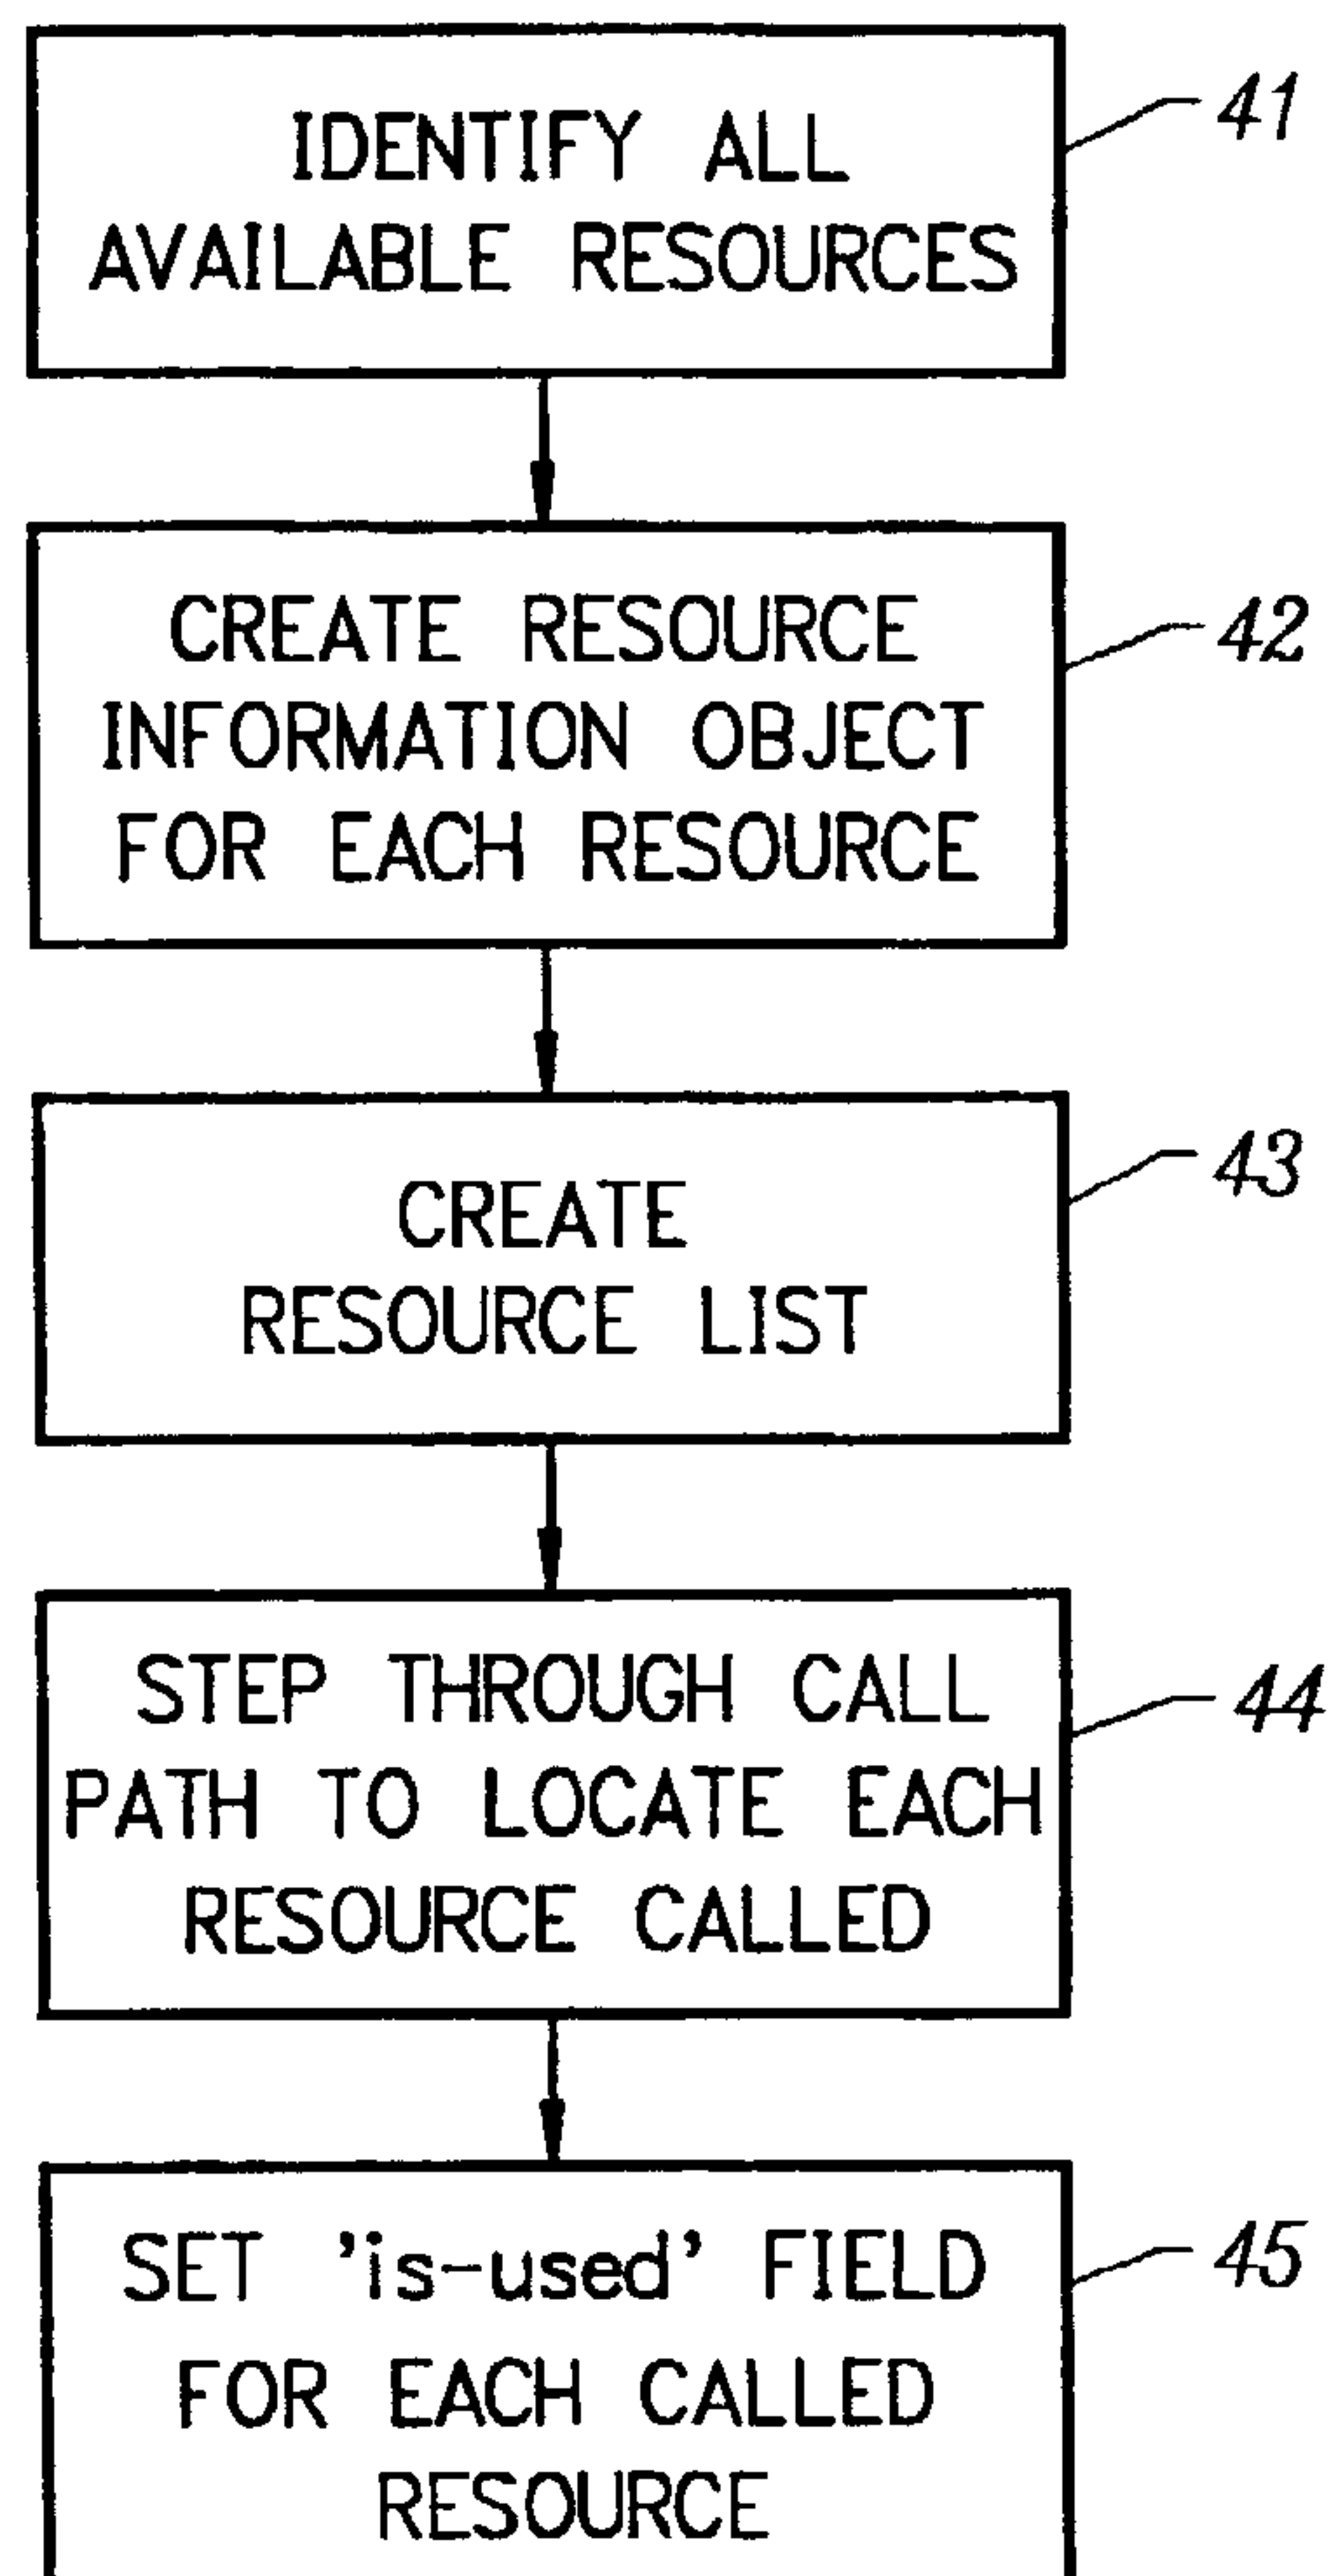 IDENTIFY ALL
AVAILABLE RESOURCES
41
CREATE RESOURCE
INFORMATION OBJECT
FOR EACH RESOURCE
42
CREATE
RESOURCE LIST
43
STEP THROUGH CALL
PATH TO LOCATE EACH
RESOURCE CALLED
44
SET 'is-used' FIELD
FOR EACH CALLED
RESOURCE
45